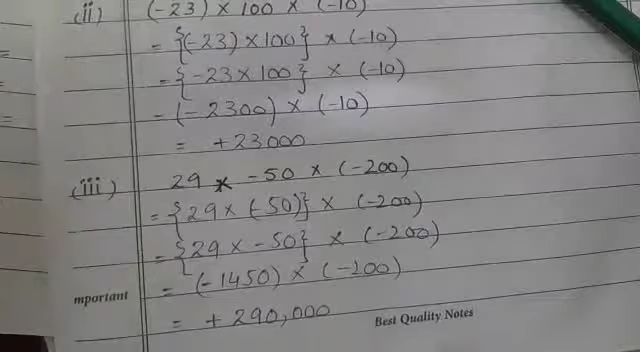 (ii) (-23) × 100 × (-10)
= {(-23) × 100} × (-10)
= {-23 × 100} × (-10)
= (-2300) × (-10)
= +23000
(iii) 29 × -50 × (-200)
= {29 × (-50)} × (-200)
= {29 × -50} × (-200)
= (-1450) × (-200)
= +290,000
mportant
Best Quality Notes